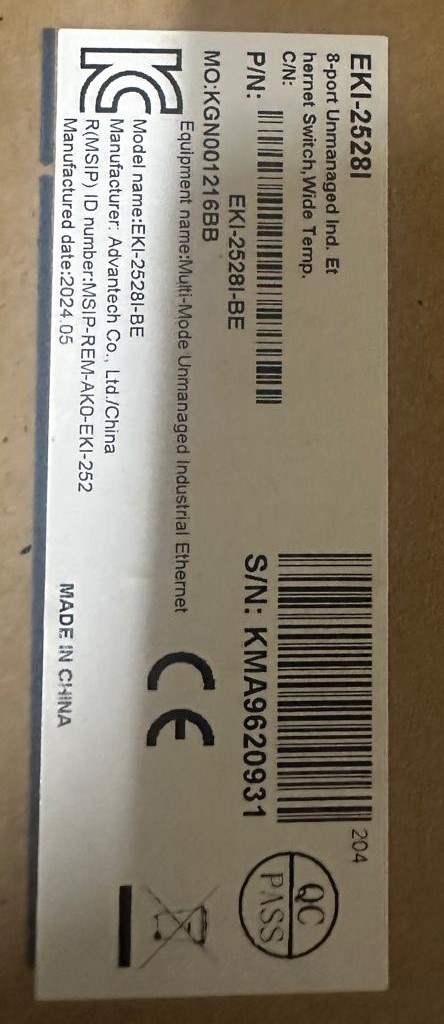 EKI-2528I
8-port Unmanaged Ind. Et
hernet Switch,Wide Temp.
C/N:
P/N:
EKI-2528I-BE
MO:KGN001216BB
204
S/N: KMA9620931
QC
PASS
Equipment name:Multi-Mode Unmanaged Industrial Ethernet
Model name:EKI-2528I-BE
Manufacturer: Advantech Co., Ltd./China
R(MSIP) ID number:MSIP-REM-AK0-EKI-252
Manufactured date:2024.05
CE
MADE IN CHINA